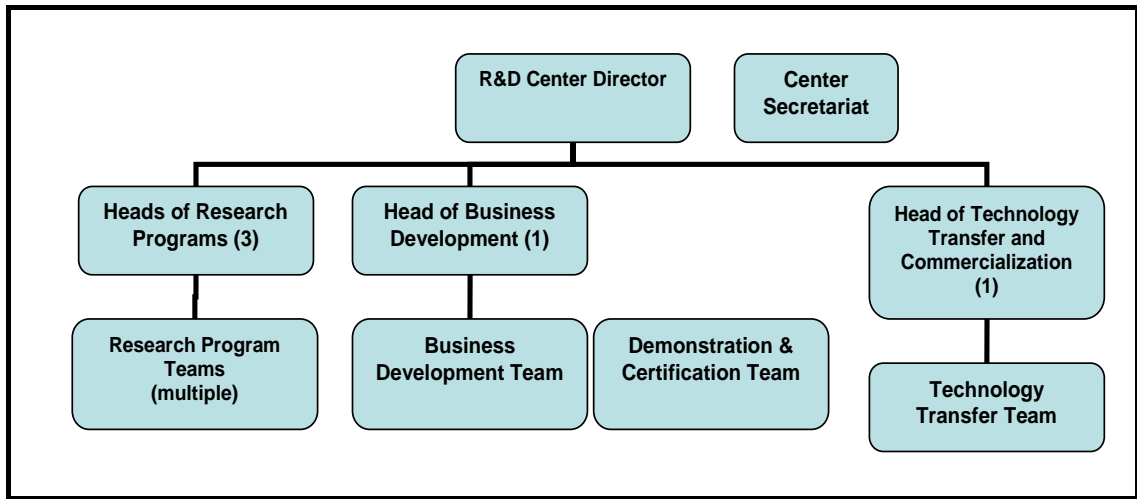 R&D Center Director
Center
Secretariat
Heads of Research
Programs (3)
Head of Business
Development (1)
Head of Technology
Transfer and
Commercialization
(1)
Research Program
Teams
(multiple)
Business
Development Team
Demonstration &
Certification Team
Technology
Transfer Team